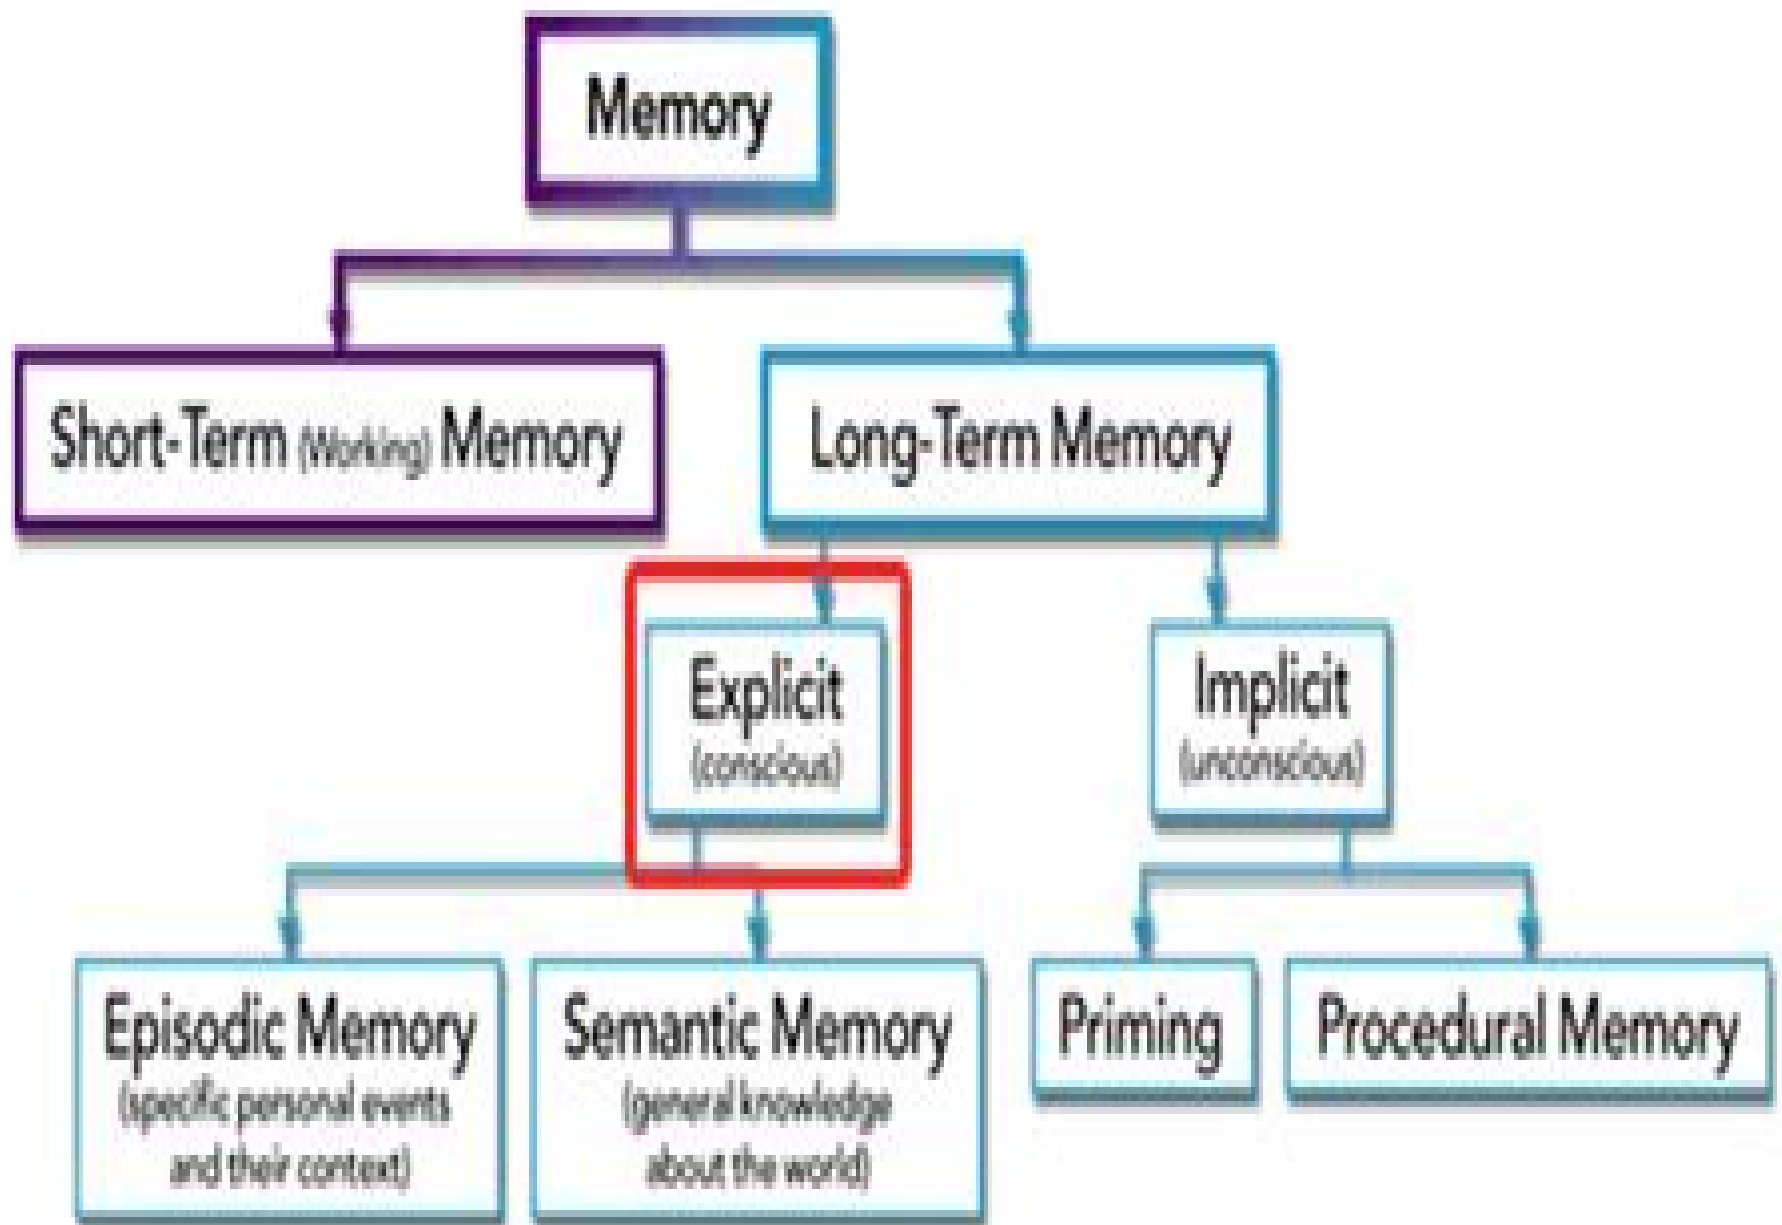 Memory
Short-Term (Working) Memory
Long-Term Memory
Explicit
(conscious)
Implicit
(unconscious)
Episodic Memory
(specific personal events
and their context)
Semantic Memory
(general knowledge
about the world)
Priming
Procedural Memory